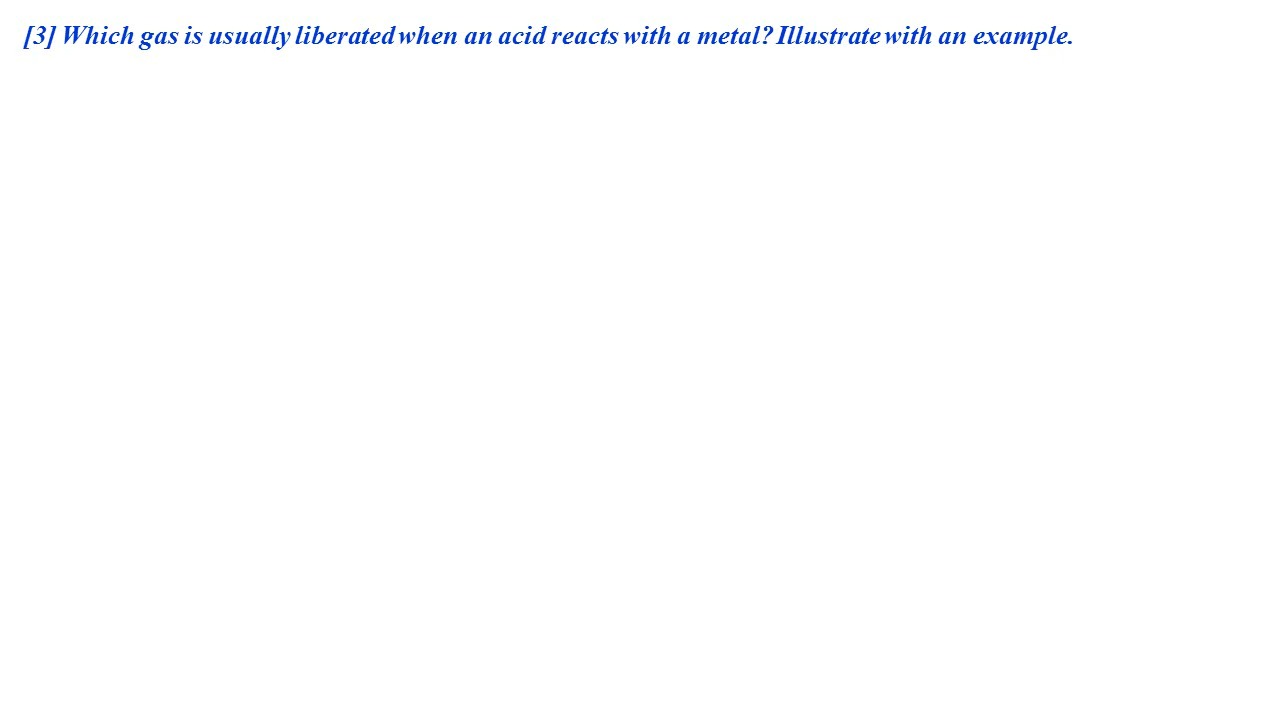 [3] Which gas is usually liberated when an acid reacts with a metal? Illustrate with an example.